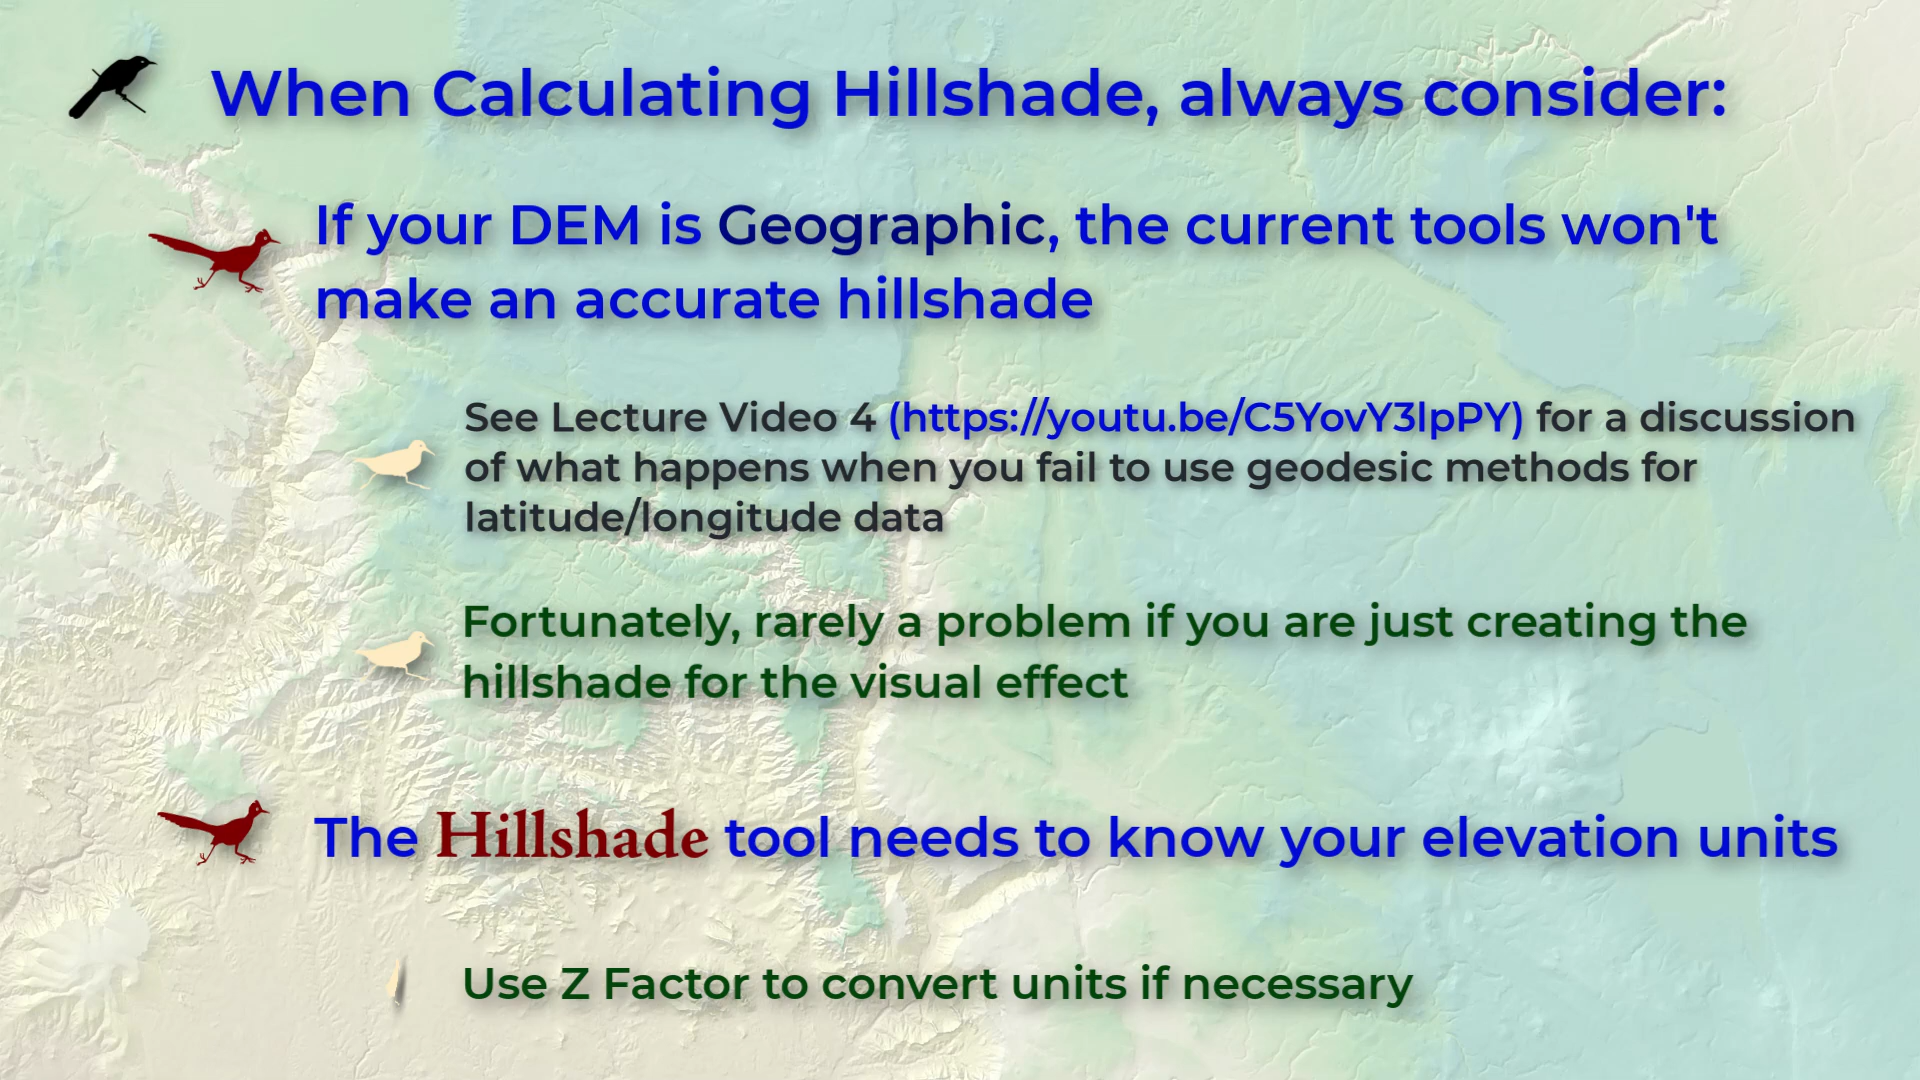 When Calculating Hillshade, always consider:
If your DEM is Geographic, the current tools won't
make an accurate hillshade
See Lecture Video 4 (https://youtu.be/C5YovY3lpPY) for a discussion
of what happens when you fail to use geodesic methods for
latitude/longitude data
Fortunately, rarely a problem if you are just creating the
hillshade for the visual effect
The Hillshade tool needs to know your elevation units
Use Z Factor to convert units if necessary